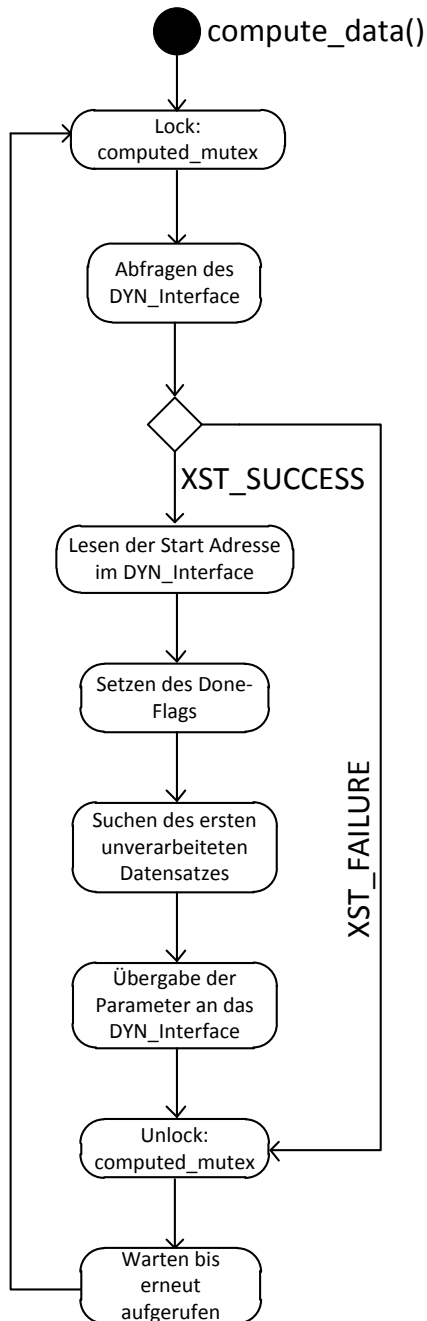 compute_data()
Lock:
computed_mutex
Abfragen des
DYN_Interface
XST_SUCCESS
Lesen der Start Adresse
im DYN_Interface
Setzen des Done-
Flags
Suchen des ersten
unverarbeiteten
Datensatzes
XST_FAILURE
Übergabe der
Parameter an das
DYN_Interface
Unlock:
computed_mutex
Warten bis
erneut
aufgerufen